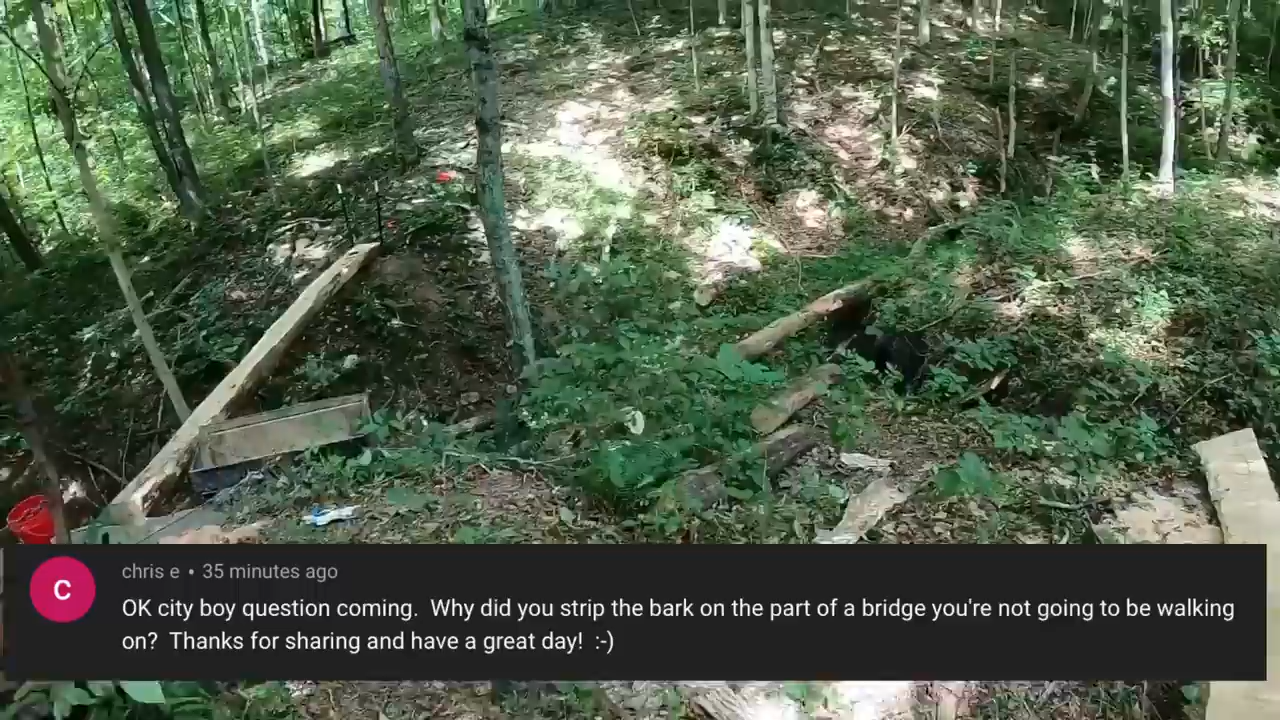 C
chris e • 35 minutes ago
OK city boy question coming.  Why did you strip the bark on the part of a bridge you're not going to be walking
on?  Thanks for sharing and have a great day!  :-)